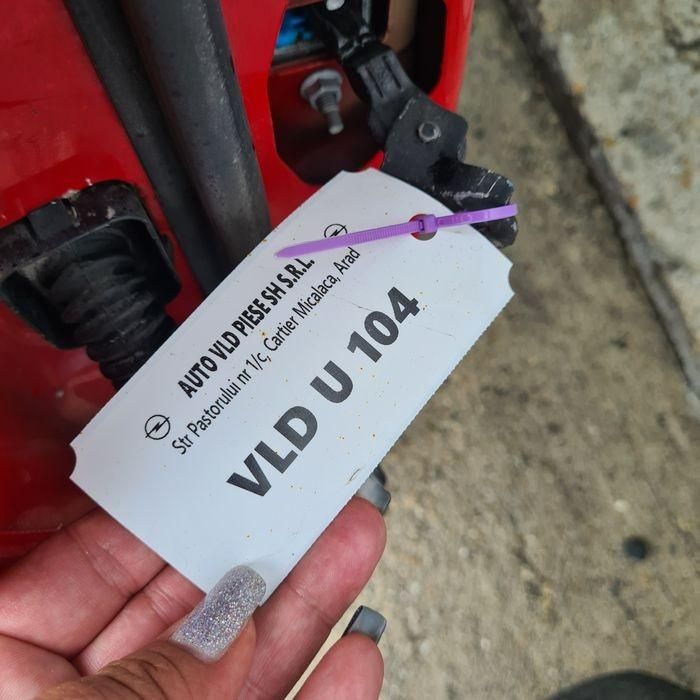 AUTO VLD PIESE SH S.R.L.
Str Pastorului nr 1/c, Cartier Micalaca, Arad
VLD U 104